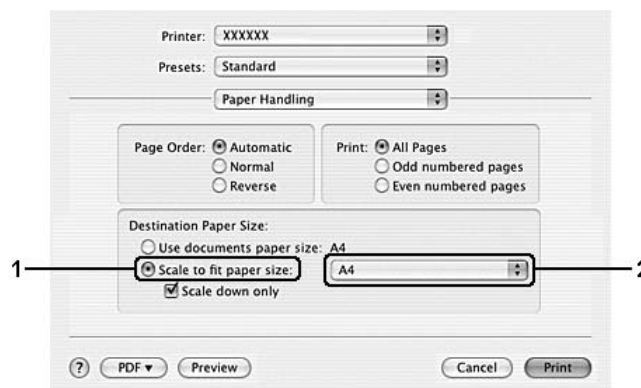 Printer: XXXXXX
Presets: Standard
Paper Handling
Page Order: Automatic
Normal
Reverse
Print: All Pages
Odd numbered pages
Even numbered pages
Destination Paper Size:
Use documents paper size: A4
1 Scale to fit paper size: A4 2
Scale down only
? PDF Preview Cancel Print